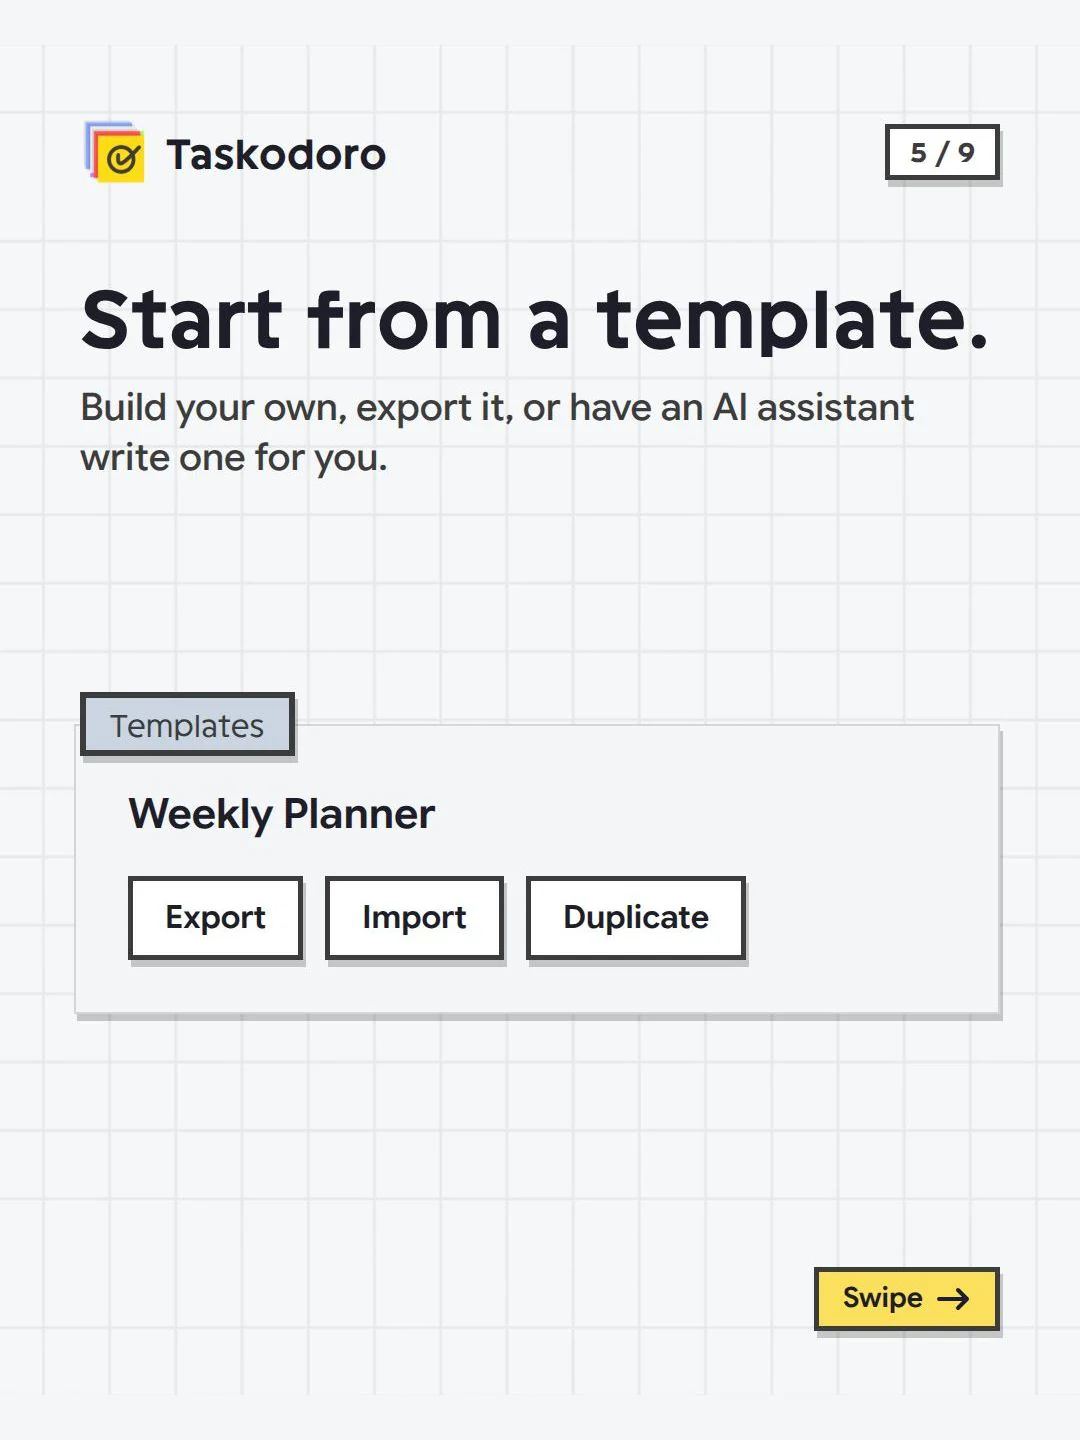 Taskodoro
5 / 9
Start from a template.
Build your own, export it, or have an AI assistant
write one for you.
Templates
Weekly Planner
Export
Import
Duplicate
Swipe →